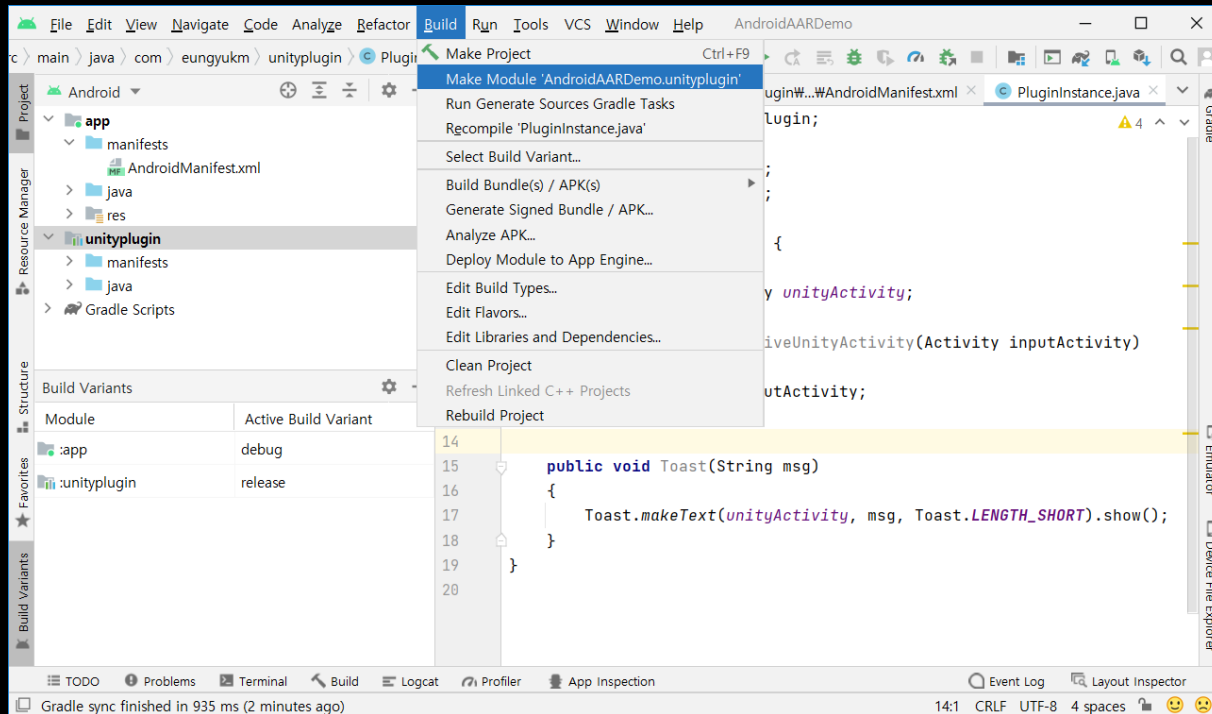 File Edit View Navigate Code Analyze Refactor Build Run Tools VCS Window Help AndroidAARDemo
rc main java com eungyukm unityplugin C
ugin₩...₩AndroidManifest.xml C PluginInstance.java
Project
Resource Manager
Structure
Favorites
Build Variants
Android
app
manifests
MF AndroidManifest.xml
java
res
unityplugin
manifests
java
Gradle Scripts
Build Variants
Module Active Build Variant
:app debug
:unityplugin release
Make Project Ctrl+F9
Make Module 'AndroidAARDemo.unityplugin'
Run Generate Sources Gradle Tasks
Recompile 'PluginInstance.java'
Select Build Variant...
Build Bundle(s) / APK(s)
Generate Signed Bundle / APK...
Analyze APK...
Deploy Module to App Engine...
Edit Build Types...
Edit Flavors...
Edit Libraries and Dependencies...
Clean Project
Refresh Linked C++ Projects
Rebuild Project
lugin; 4
;
;
{
y unityActivity;
iveUnityActivity(Activity inputActivity)
utActivity;
14
15 public void Toast(String msg)
16 {
17 Toast.makeText(unityActivity, msg, Toast.LENGTH_SHORT).show();
18 }
19 }
20
Gradle
Emulator
Device File Explorer
TODO Problems Terminal Build Logcat Profiler App Inspection Event Log Layout Inspector
Gradle sync finished in 935 ms (2 minutes ago) 14:1 CRLF UTF-8 4 spaces